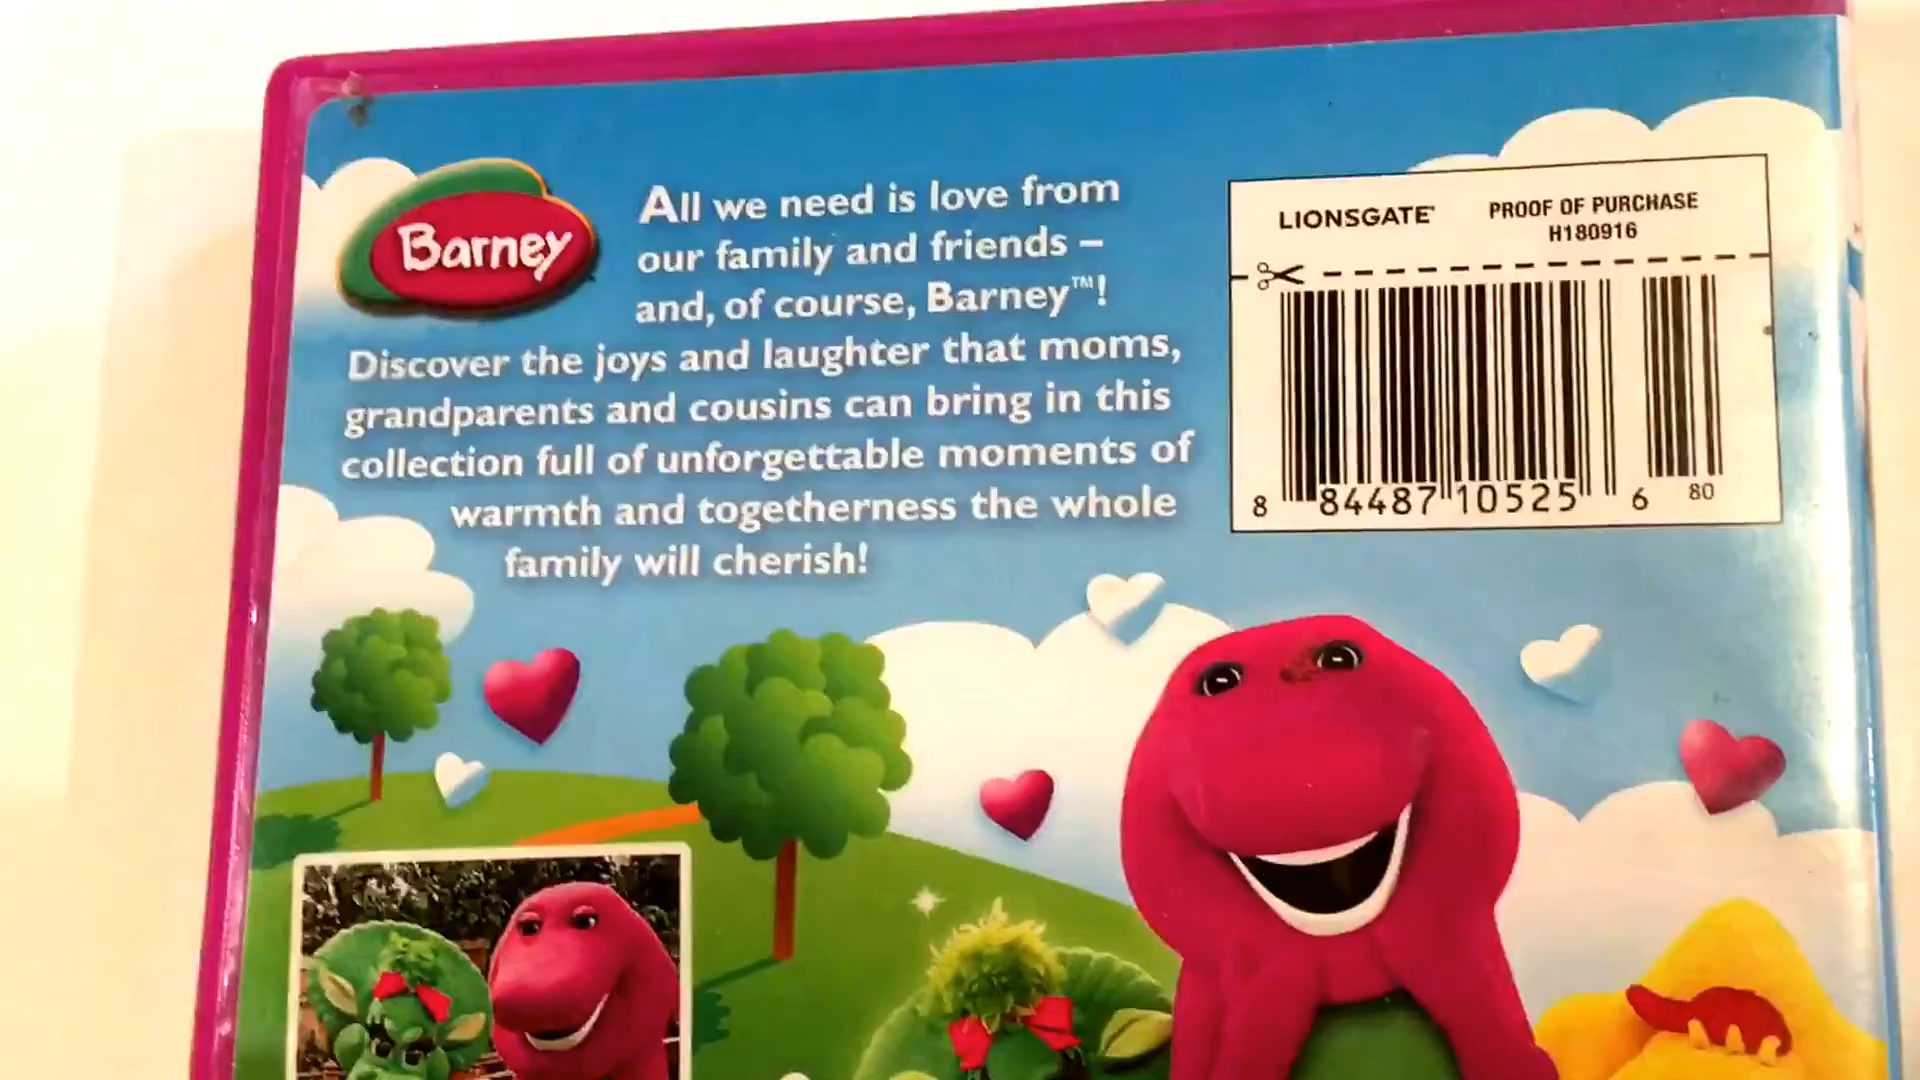 Barney
All we need is love from
our family and friends –
and, of course, Barney™!
Discover the joys and laughter that moms,
grandparents and cousins can bring in this
collection full of unforgettable moments of
warmth and togetherness the whole
family will cherish!
LIONSGATE®
PROOF OF PURCHASE
H180916
8 84487 10525 6 80